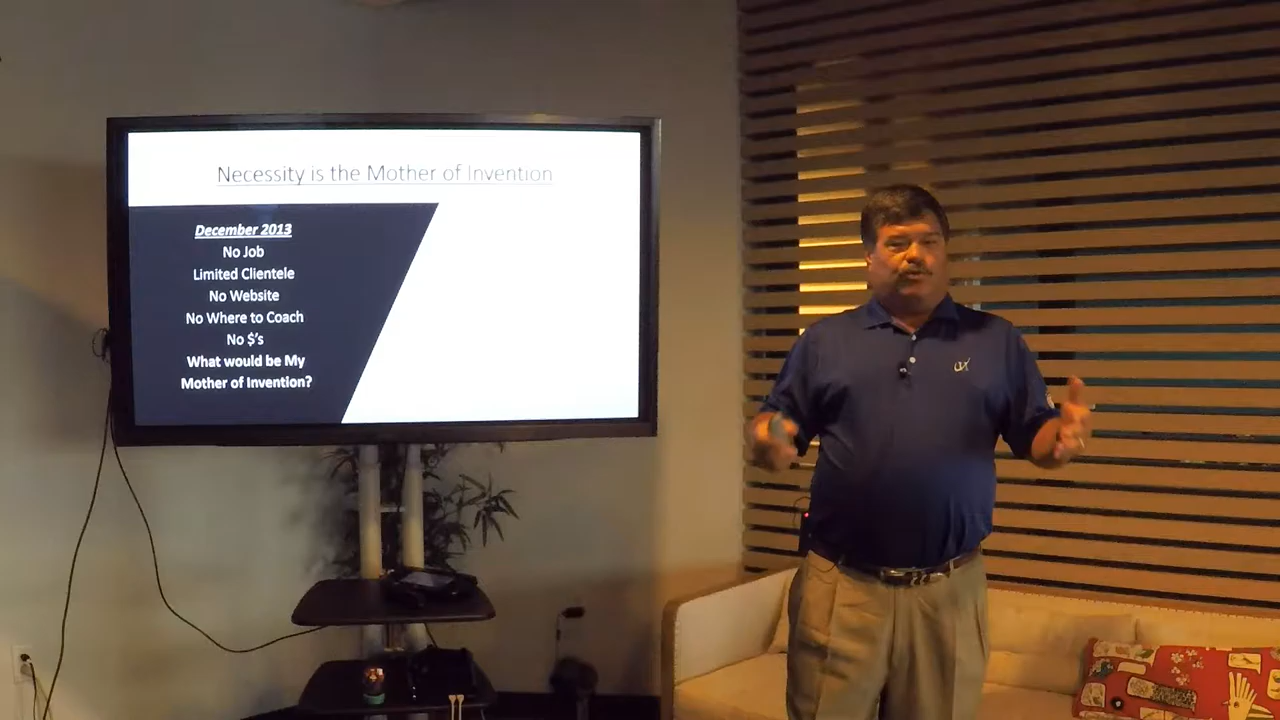 Necessity is the Mother of Invention
December 2013
No Job
Limited Clientele
No Website
No Where to Coach
No $'s
What would be My
Mother of Invention?